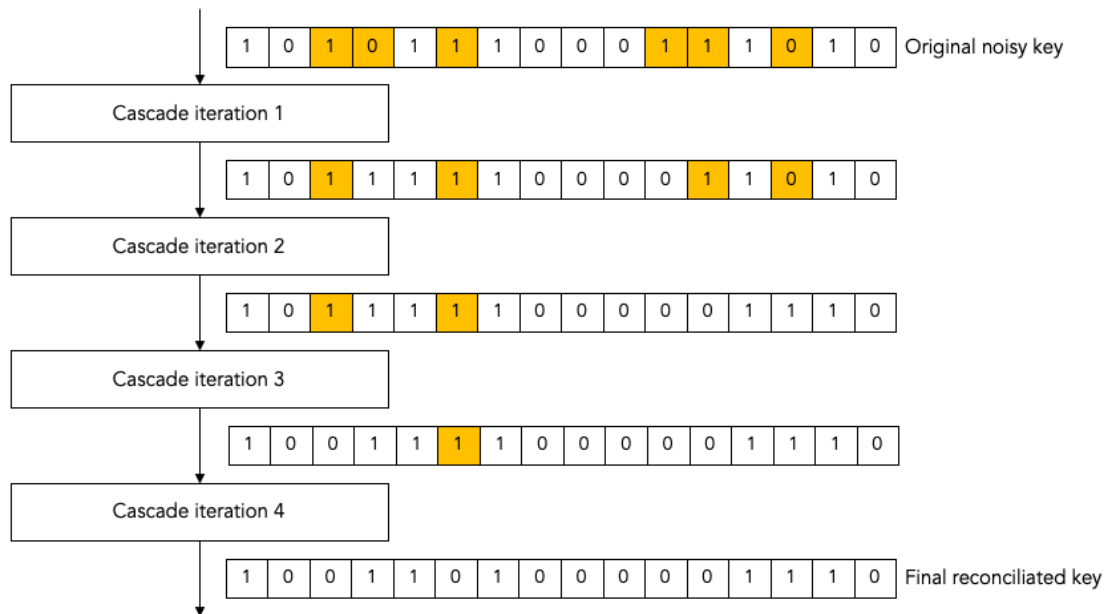 1 0 1 0 1 1 1 0 0 0 1 1 1 0 1 0 Original noisy key
Cascade iteration 1
1 0 1 1 1 1 1 0 0 0 0 1 1 0 1 0
Cascade iteration 2
1 0 1 1 1 1 1 0 0 0 0 0 1 1 1 0
Cascade iteration 3
1 0 0 1 1 1 1 0 0 0 0 0 1 1 1 0
Cascade iteration 4
1 0 0 1 1 0 1 0 0 0 0 0 1 1 1 0 Final reconciliated key